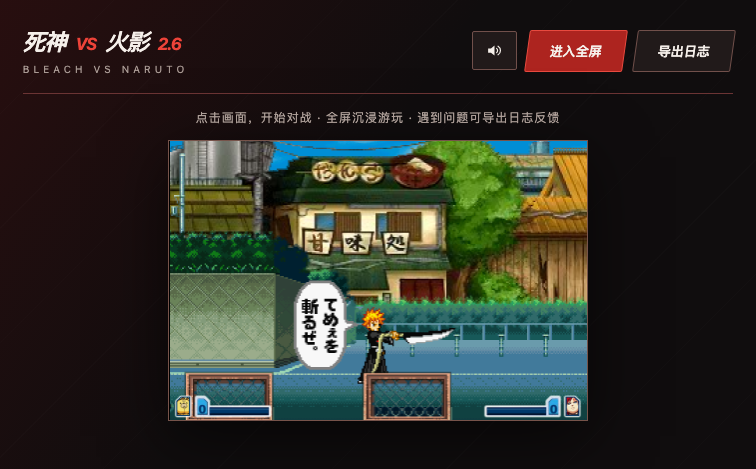 死神 VS 火影 2.6
BLEACH VS NARUTO
进入全屏
导出日志
点击画面，开始对战 · 全屏沉浸游玩 · 遇到问题可导出日志反馈
甘味処
てめぇを
斬るぜ。
0
0